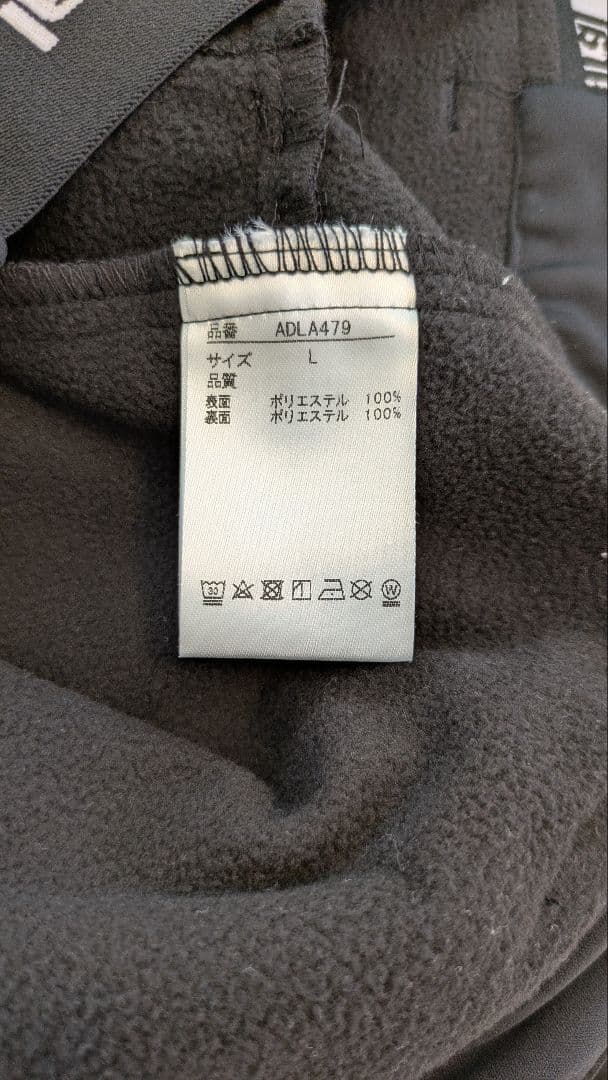 品番 ADLA479
サイズ L
品質
表面 ポリエステル 100%
裏面 ポリエステル 100%
30 W